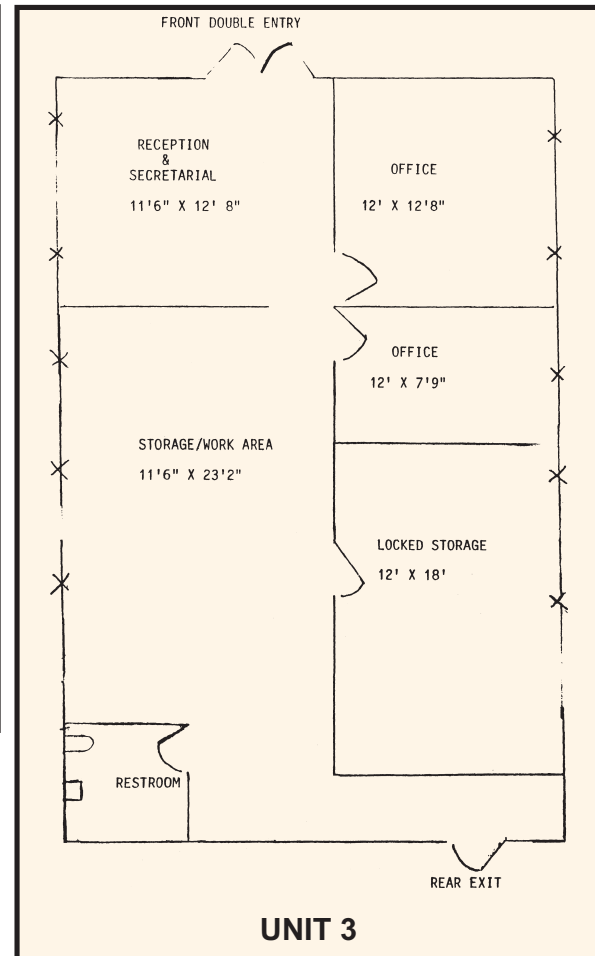 FRONT DOUBLE ENTRY
RECEPTION
&
SECRETARIAL
11'6" X 12' 8"
OFFICE
12' X 12'8"
OFFICE
12' X 7'9"
STORAGE/WORK AREA
11'6" X 23'2"
LOCKED STORAGE
12' X 18'
RESTROOM
REAR EXIT
UNIT 3